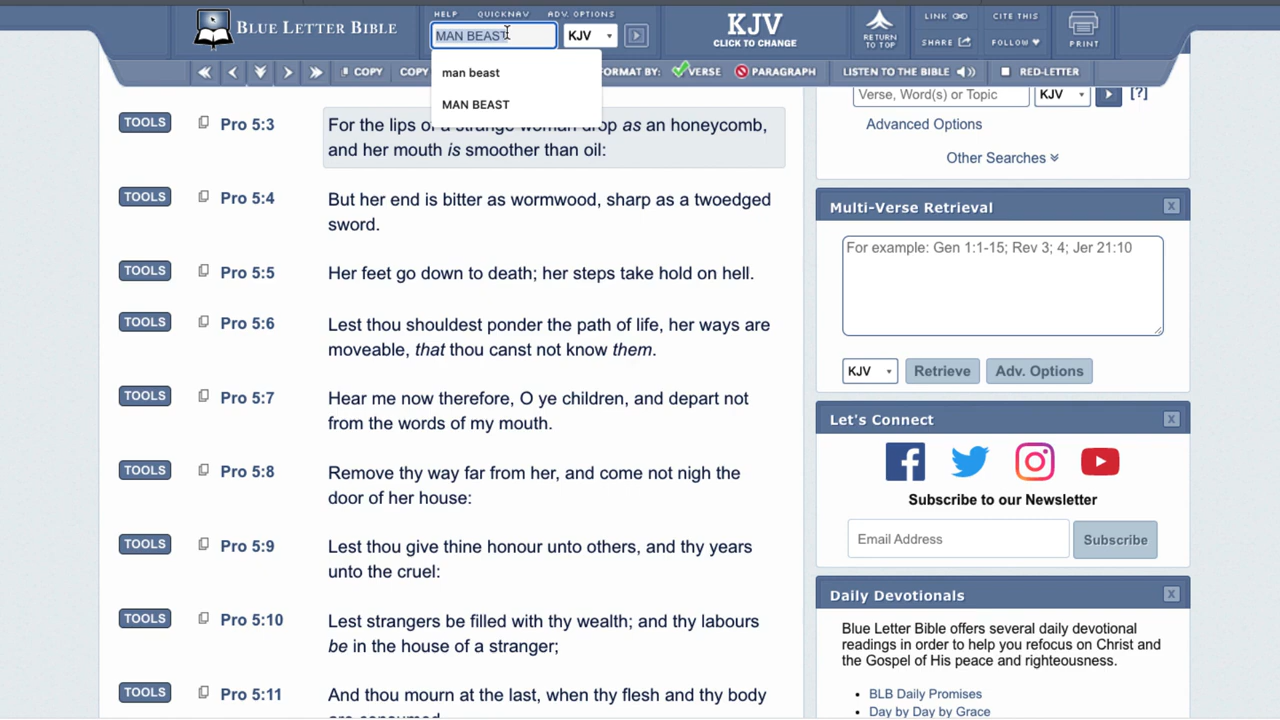 HELP QUICKNAV ADV. OPTIONS
BLUE LETTER BIBLE
MAN BEAST KJV
KJV
CLICK TO CHANGE
RETURN
TO TOP
LINK
SHARE
CITE THIS
FOLLOW
PRINT
COPY COPY
man beast
MAN BEAST
FORMAT BY: VERSE PARAGRAPH LISTEN TO THE BIBLE RED-LETTER
TOOLS Pro 5:3 For the lips of a strange woman drop as an honeycomb,
and her mouth is smoother than oil:
TOOLS Pro 5:4 But her end is bitter as wormwood, sharp as a twoedged
sword.
TOOLS Pro 5:5 Her feet go down to death; her steps take hold on hell.
TOOLS Pro 5:6 Lest thou shouldest ponder the path of life, her ways are
moveable, that thou canst not know them.
TOOLS Pro 5:7 Hear me now therefore, O ye children, and depart not
from the words of my mouth.
TOOLS Pro 5:8 Remove thy way far from her, and come not nigh the
door of her house:
TOOLS Pro 5:9 Lest thou give thine honour unto others, and thy years
unto the cruel:
TOOLS Pro 5:10 Lest strangers be filled with thy wealth; and thy labours
be in the house of a stranger;
TOOLS Pro 5:11 And thou mourn at the last, when thy flesh and thy body
are consumed,
Verse, Word(s) or Topic KJV [?]
Advanced Options
Other Searches
Multi-Verse Retrieval X
For example: Gen 1:1-15; Rev 3; 4; Jer 21:10
KJV Retrieve Adv. Options
Let's Connect X
Subscribe to our Newsletter
Email Address Subscribe
Daily Devotionals X
Blue Letter Bible offers several daily devotional
readings in order to help you refocus on Christ and
the Gospel of His peace and righteousness.
• BLB Daily Promises
• Day by Day by Grace